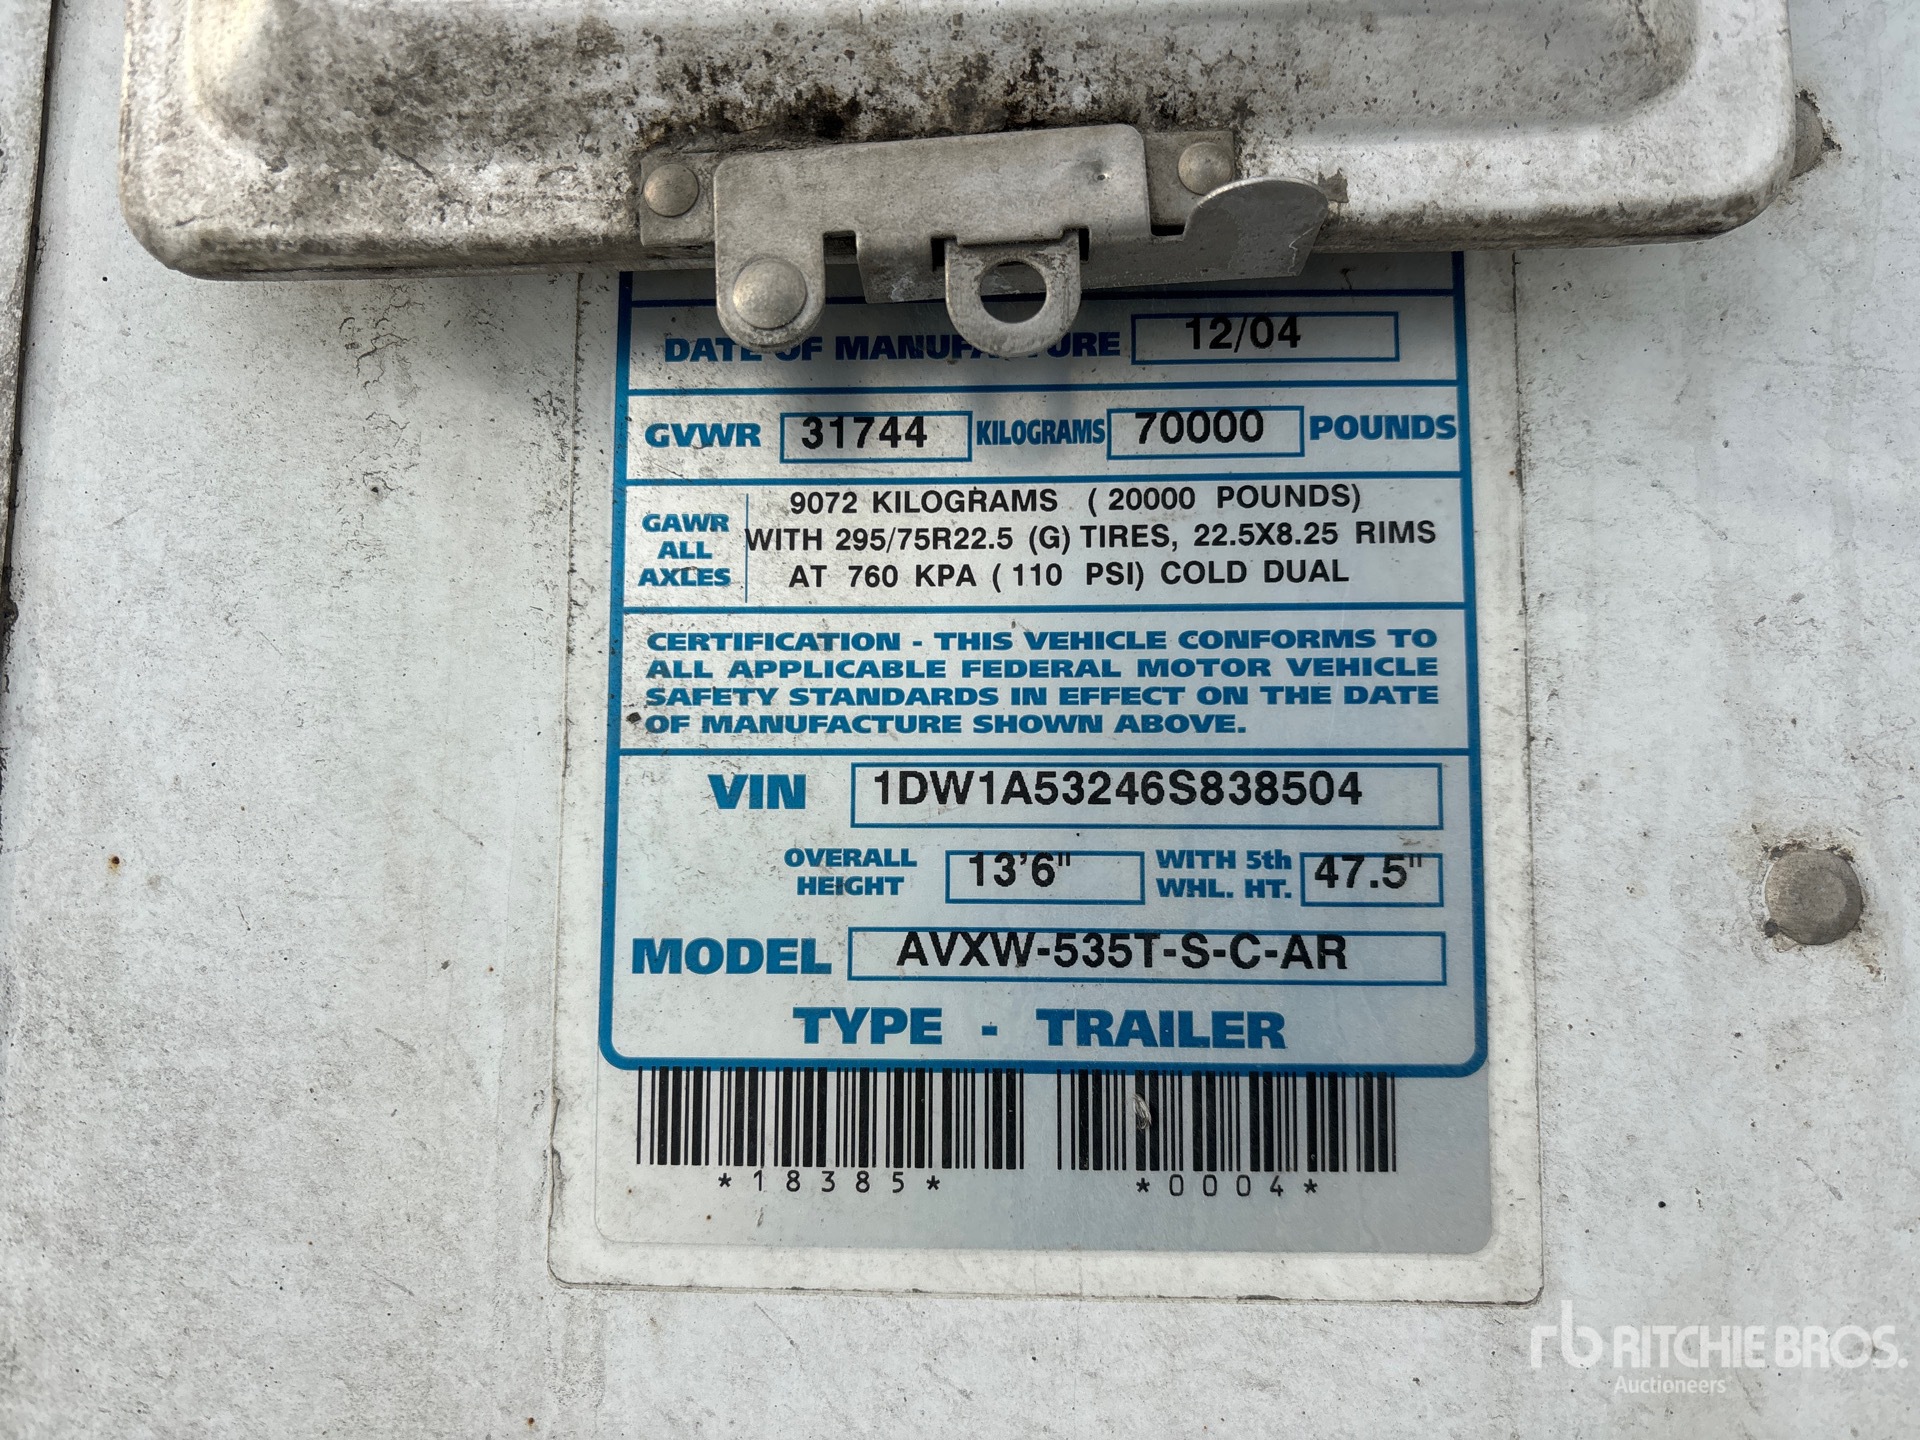 DATE OF MANUFACTURE 12/04
GVWR 31744 KILOGRAMS 70000 POUNDS
GAWR
ALL
AXLES
9072 KILOGRAMS ( 20000 POUNDS)
WITH 295/75R22.5 (G) TIRES, 22.5X8.25 RIMS
AT 760 KPA ( 110 PSI) COLD DUAL
CERTIFICATION - THIS VEHICLE CONFORMS TO
ALL APPLICABLE FEDERAL MOTOR VEHICLE
SAFETY STANDARDS IN EFFECT ON THE DATE
OF MANUFACTURE SHOWN ABOVE.
VIN 1DW1A53246S838504
OVERALL
HEIGHT
13'6"
WITH 5th
WHL. HT.
47.5"
MODEL AVXW-535T-S-C-AR
TYPE - TRAILER
*18385* *0004*
rb RITCHIE BROS.
Auctioneers